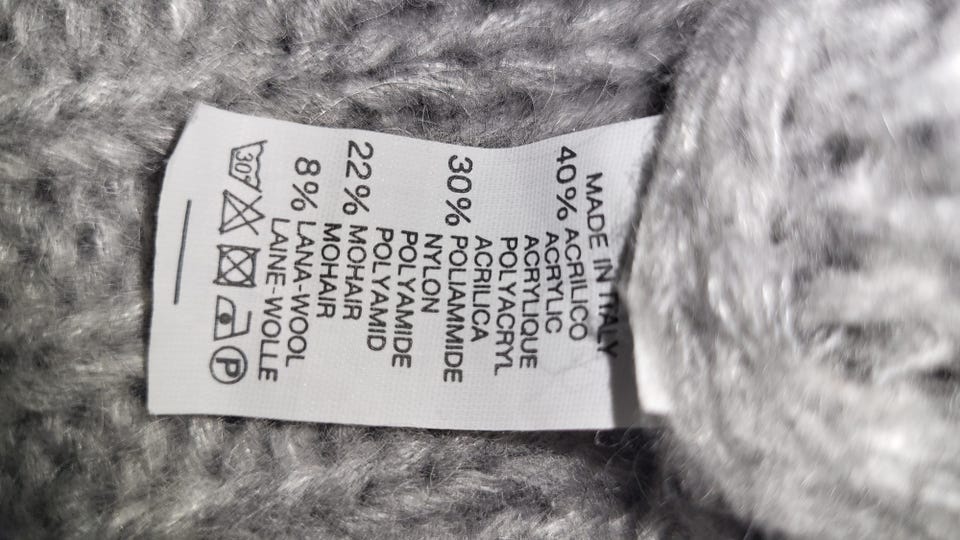 MADE IN ITALY
40% ACRILICO
ACRYLIC
ACRYLIQUE
POLYACRYL
ACRILICA
30% POLIAMMIDE
NYLON
POLYAMIDE
POLYAMID
22% MOHAIR
MOHAIR
8% LANA-WOOL
LAINE-WOLLE
30° P